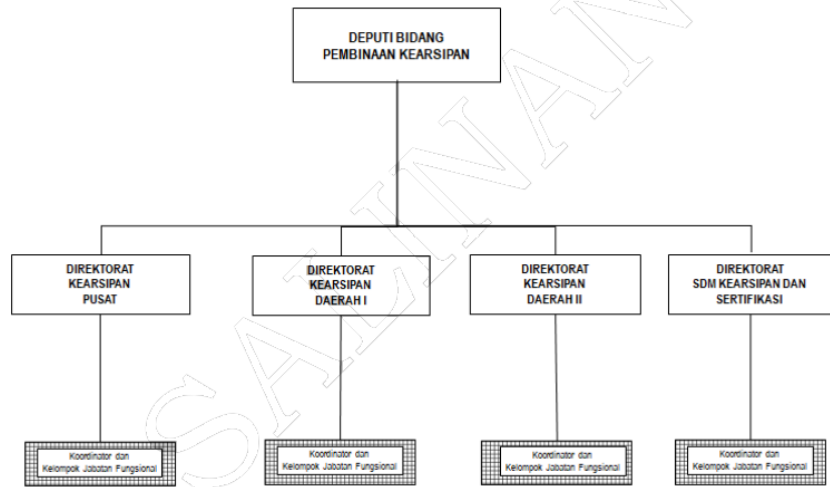 DEPUTI BIDANG
PEMBINAAN KEARSIPAN
DIREKTORAT
KEARSIPAN
PUSAT
DIREKTORAT
KEARSIPAN
DAERAH I
DIREKTORAT
KEARSIPAN
DAERAH II
DIREKTORAT
SDM KEARSIPAN DAN
SERTIFIKASI
Koordinator dan
Kelompok Jabatan Fungsional
Koordinator dan
Kelompok Jabatan Fungsional
Koordinator dan
Kelompok Jabatan Fungsional
Koordinator dan
Kelompok Jabatan Fungsional
SALINAN